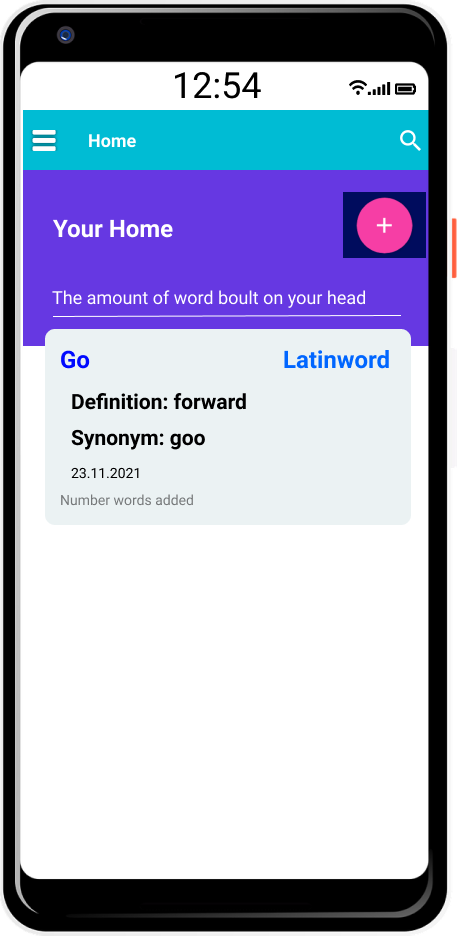 12:54
Home
Your Home
+
The amount of word boult on your head
Go Latinword
Definition: forward
Synonym: goo
23.11.2021
Number words added